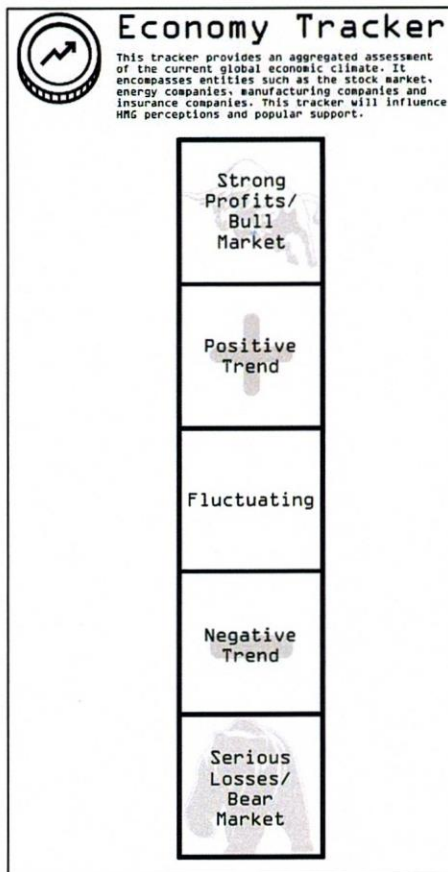 Economy Tracker
This tracker provides an aggregated assessment
of the current global economic climate. It
encompasses entities such as the stock market,
energy companies, manufacturing companies and
insurance companies. This tracker will influence
HMG perceptions and popular support.
Strong
Profits/
Bull
Market
Positive
Trend
Fluctuating
Negative
Trend
Serious
Losses/
Bear
Market